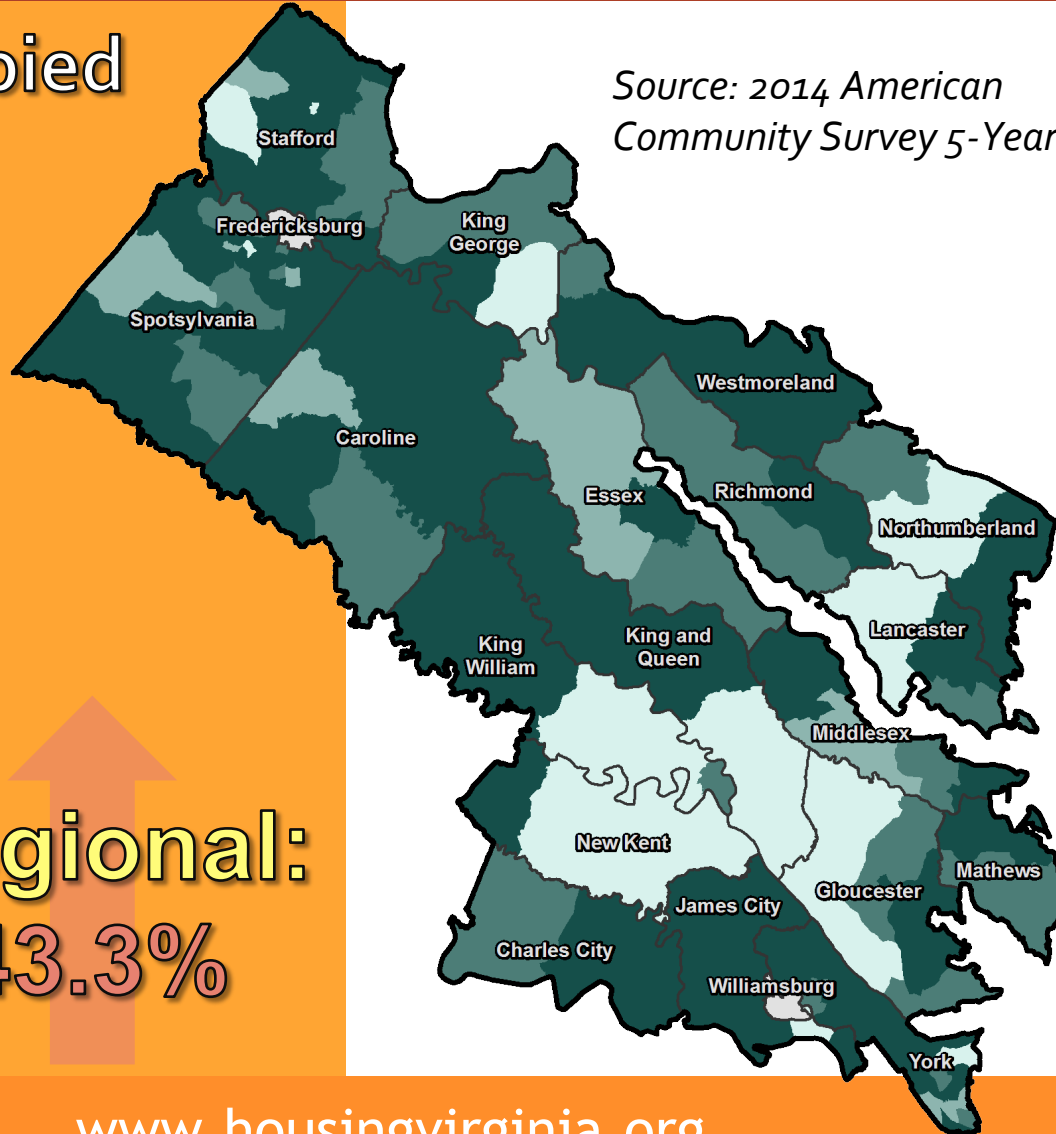 pied
Source: 2014 American
Community Survey 5-Year
Stafford
Fredericksburg
King
George
Spotsylvania
Westmoreland
Caroline
Essex
Richmond
Northumberland
Lancaster
King
William
King and
Queen
Middlesex
New Kent
Mathews
Gloucester
James City
Charles City
Williamsburg
York
gional:
43.3%
www.housingvirginia.org